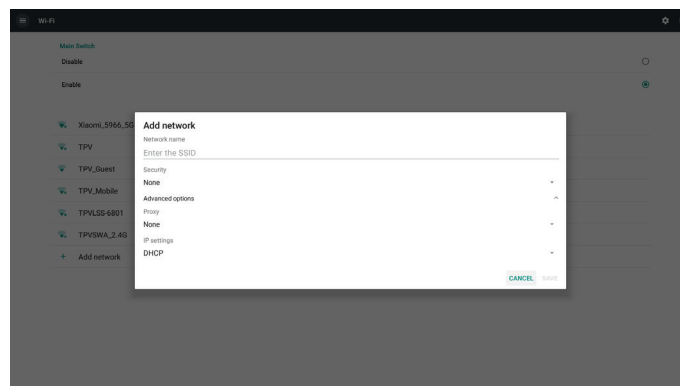 Wi-Fi
Main Switch
Disable
Enable
Xiaomi_5966_5G
TPV
TPV_Guest
TPV_Mobile
TPVLSS-6801
TPVSWA_2.4G
Add network
Add network
Network name
Enter the SSID
Security
None
Advanced options
Proxy
None
IP settings
DHCP
CANCEL SAVE